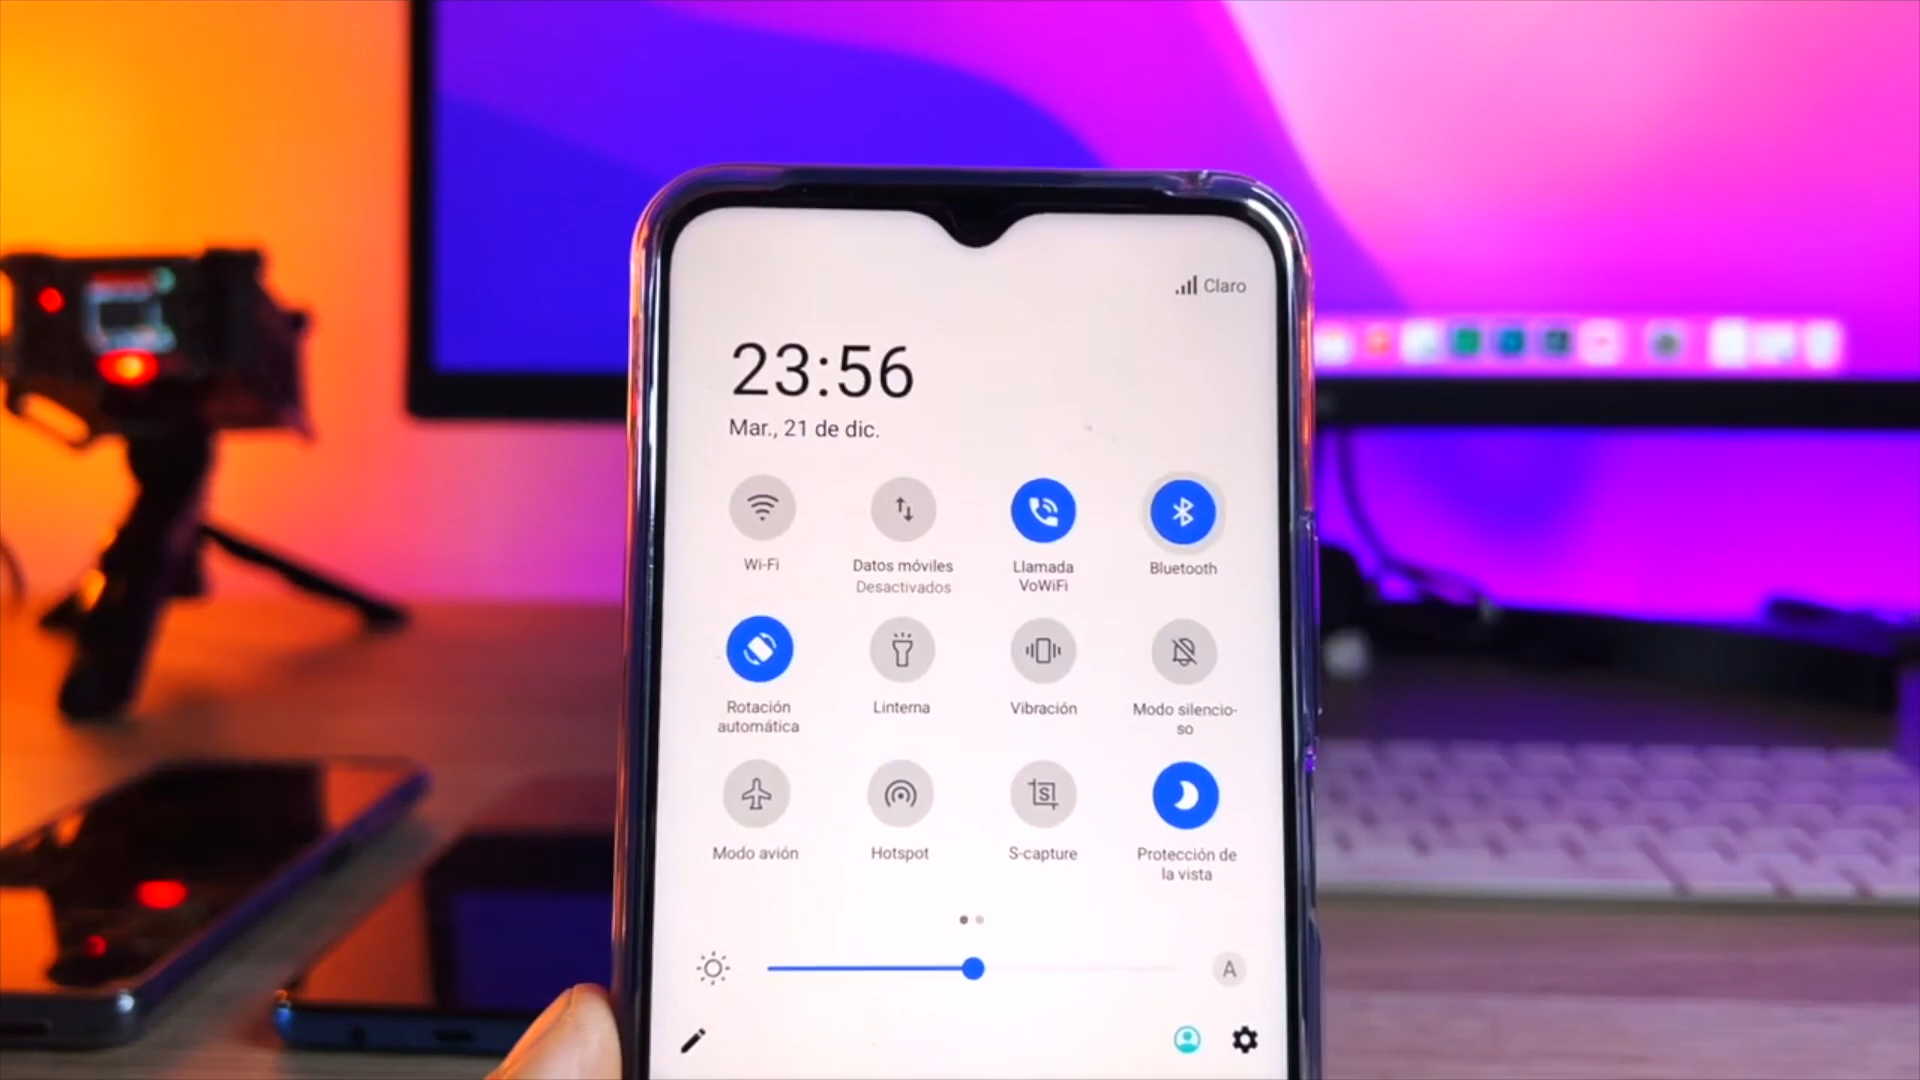 Claro
23:56
Mar., 21 de dic.
Wi-Fi
Datos móviles
Desactivados
Llamada
VoWiFi
Bluetooth
Rotación
automática
Linterna
Vibración
Modo silencio-
so
Modo avión
Hotspot
S
S-capture
Protección de
la vista
A